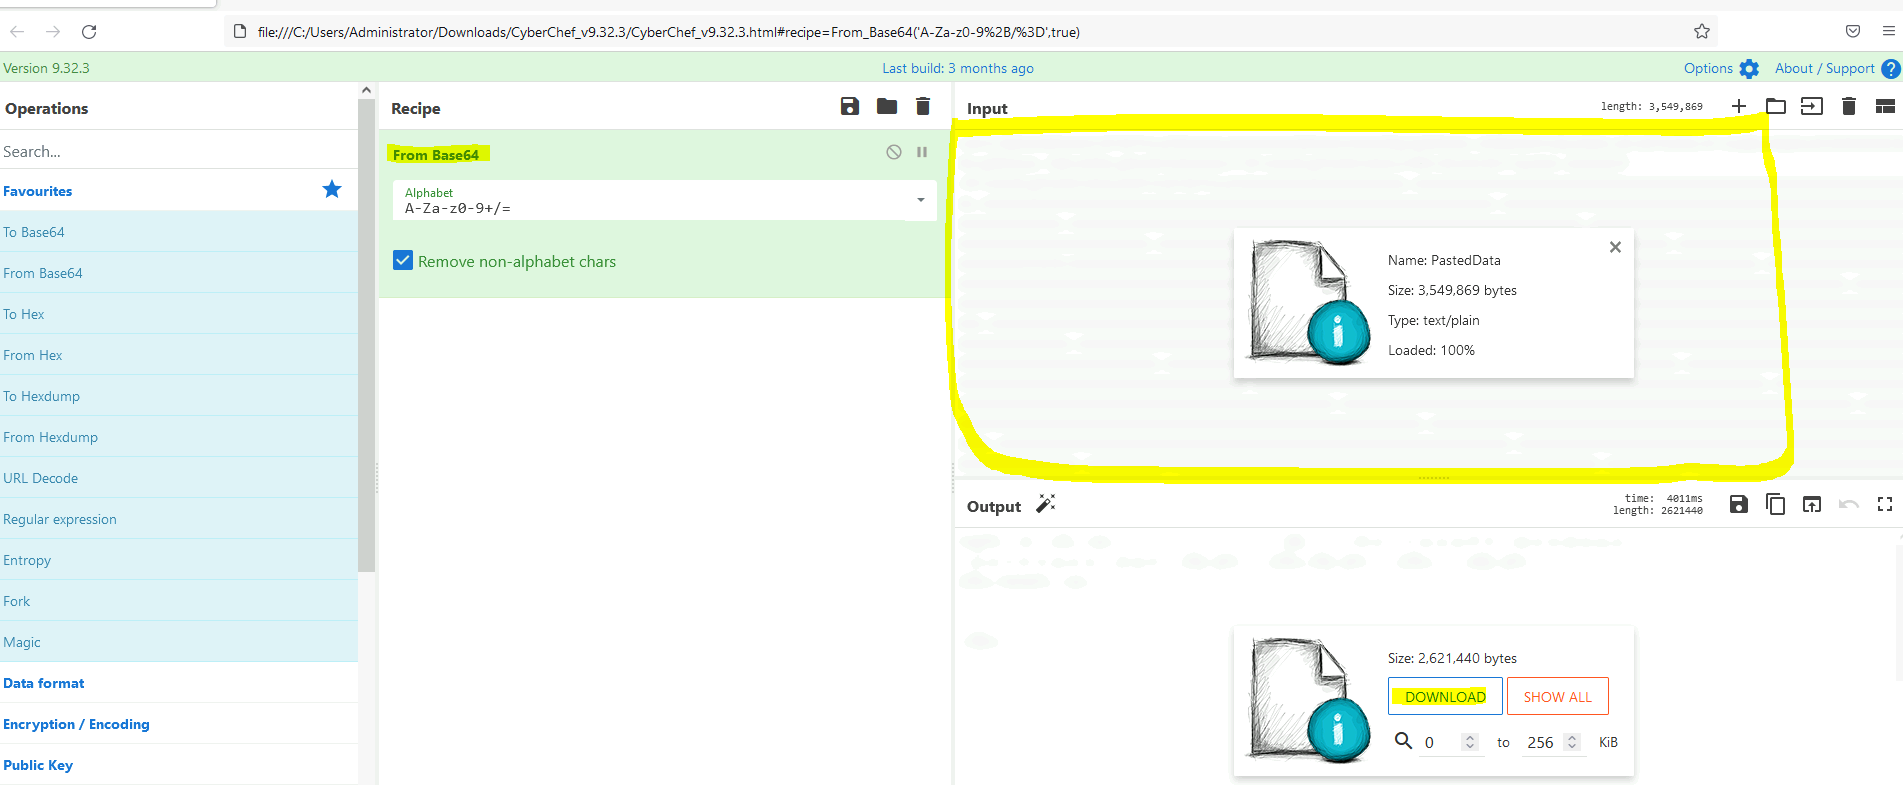 file:///C:/Users/Administrator/Downloads/CyberChef_v9.32.3/CyberChef_v9.32.3.html#recipe=From_Base64('A-Za-z0-9%2B/%3D',true)
Version 9.32.3
Last build: 3 months ago
Options
About / Support
Operations
Search...
Favourites
To Base64
From Base64
To Hex
From Hex
To Hexdump
From Hexdump
URL Decode
Regular expression
Entropy
Fork
Magic
Data format
Encryption / Encoding
Public Key
Recipe
From Base64
Alphabet
A-Za-z0-9+/=
Remove non-alphabet chars
Input
length: 3,549,869
Name: PastedData
Size: 3,549,869 bytes
Type: text/plain
Loaded: 100%
Output
time: 4011ms
length: 2621440
Size: 2,621,440 bytes
DOWNLOAD
SHOW ALL
0 to 256 KiB